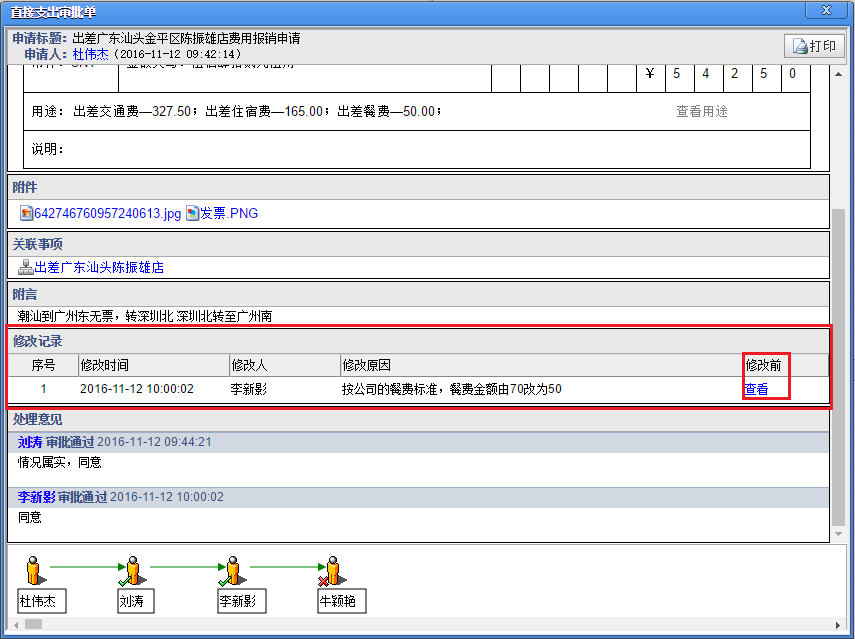 直接支出审批单
申请标题: 出差广东汕头金平区陈振雄店费用报销申请
申请人: 杜伟杰 (2016-11-12 09:42:14)
打印
¥ 5 4 2 5 0
用途: 出差交通费—327.50; 出差住宿费—165.00; 出差餐费—50.00;
查看用途
说明:
附件
642746760957240613.jpg 发票.PNG
关联事项
出差广东汕头陈振雄店
附言
潮汕到广州东无票，转深圳北 深圳北转至广州南
修改记录
序号 修改时间 修改人 修改原因 修改前
1 2016-11-12 10:00:02 李新影 按公司的餐费标准，餐费金额由70改为50 查看
处理意见
刘涛 审批通过 2016-11-12 09:44:21
情况属实，同意
李新影 审批通过 2016-11-12 10:00:02
同意
杜伟杰 刘涛 李新影 牛颖艳